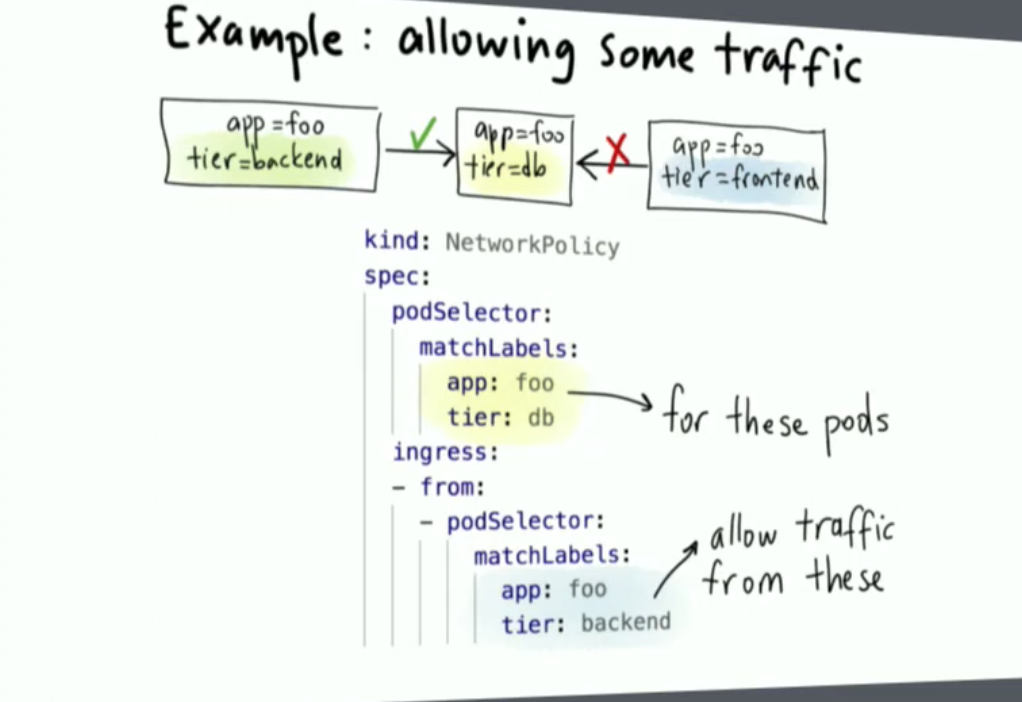 Example: allowing some traffic
app=foo
tier=backend
app=foo
tier=db
app=foo
tier=frontend
kind: NetworkPolicy
spec:
podSelector:
matchLabels:
app: foo
tier: db
for these pods
ingress:
- from:
- podSelector:
matchLabels:
app: foo
tier: backend
allow traffic
from these